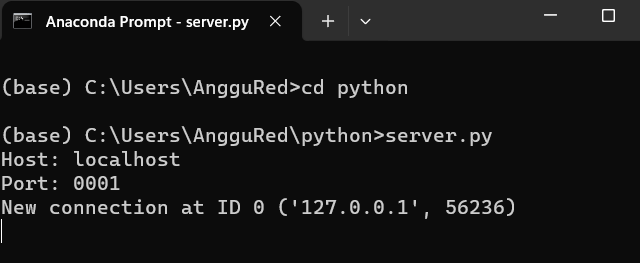 Anaconda Prompt - server.py
(base) C:\Users\AngguRed>cd python
(base) C:\Users\AngguRed\python>server.py
Host: localhost
Port: 0001
New connection at ID 0 ('127.0.0.1', 56236)